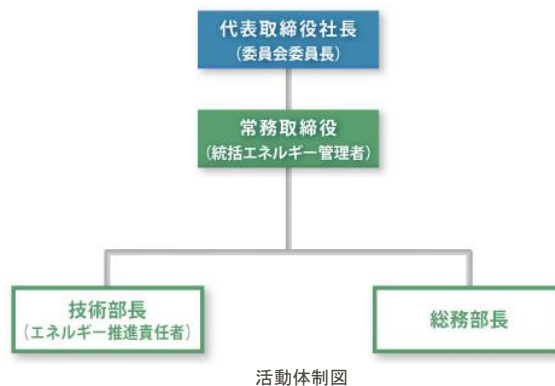 代表取締役社長
（委員会委員長）
常務取締役
（統括エネルギー管理者）
技術部長
（エネルギー推進責任者）
総務部長
活動体制図